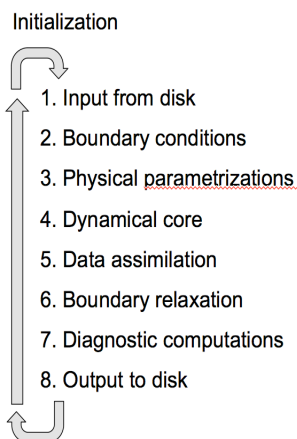 Initialization
1. Input from disk
2. Boundary conditions
3. Physical parametrizations
4. Dynamical core
5. Data assimilation
6. Boundary relaxation
7. Diagnostic computations
8. Output to disk